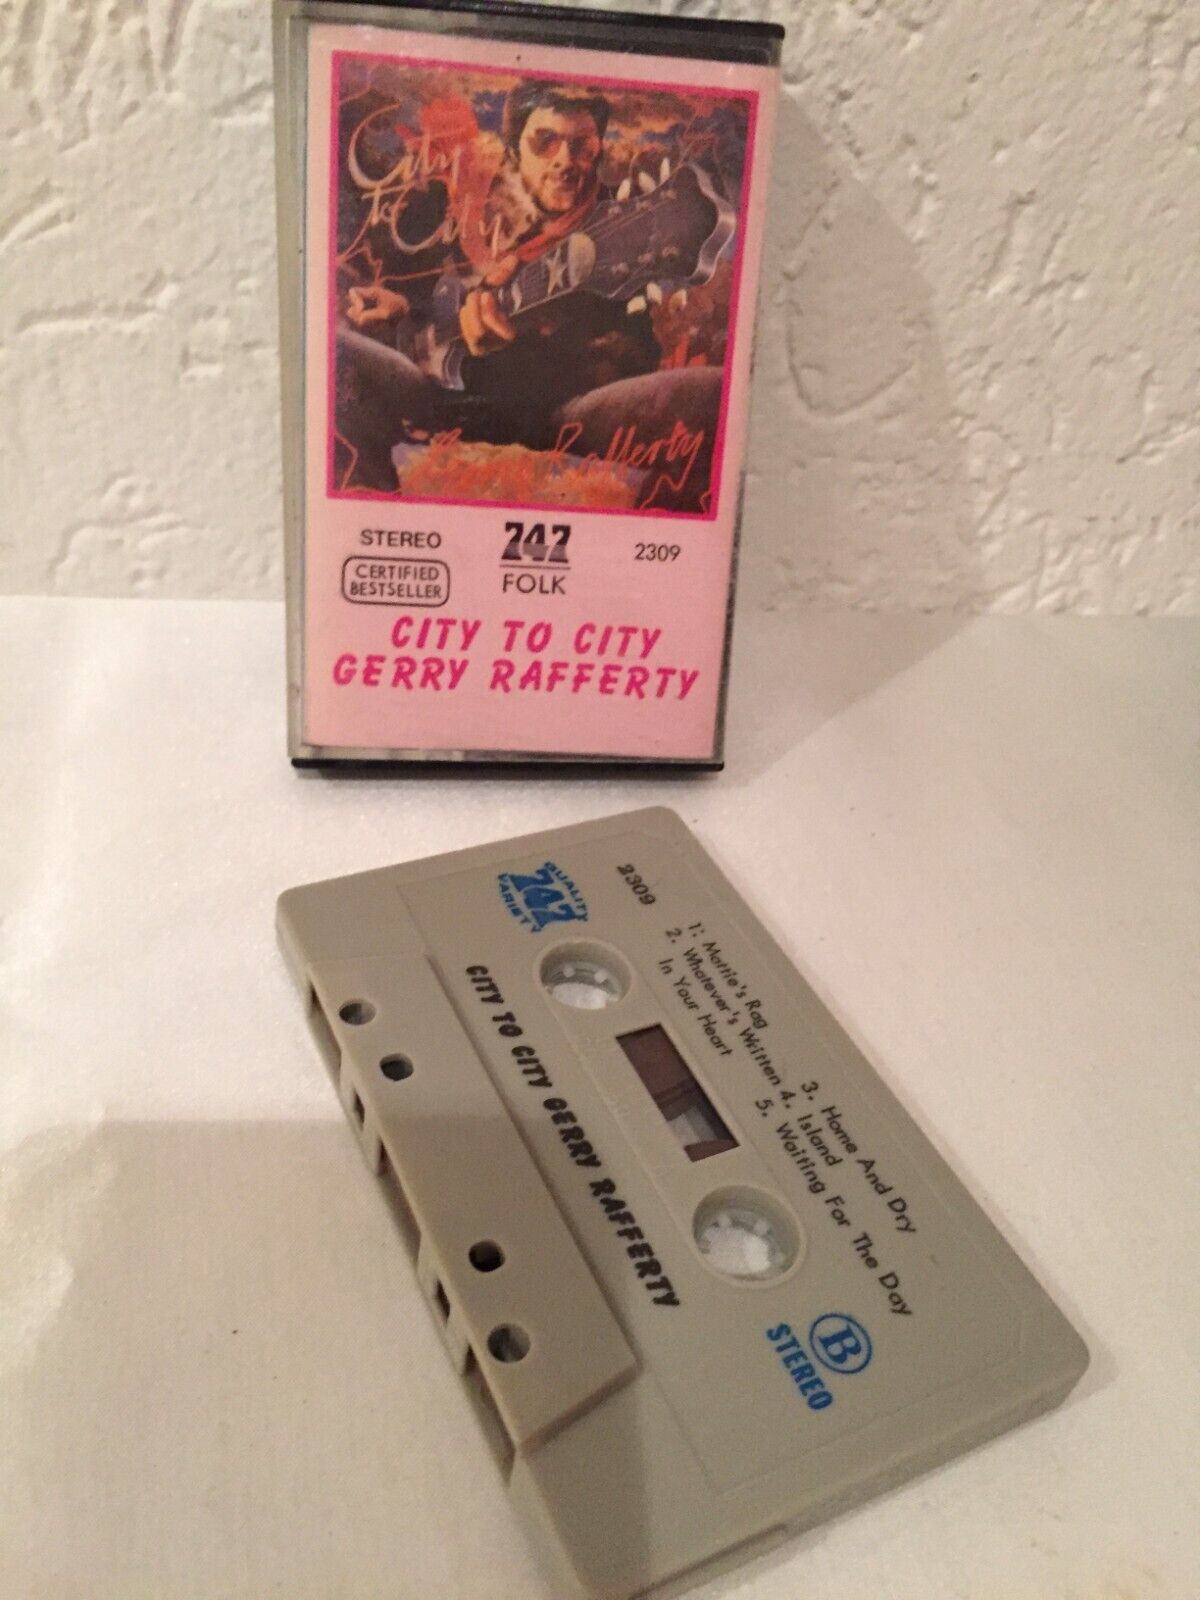 City
to City
Gerry Rafferty
STEREO 747 2309
CERTIFIED
BESTSELLER
FOLK
CITY TO CITY
GERRY RAFFERTY
QUALITY
747
VARIETY
2309
1: Mattie's Rag
2. Whatever's Written
In Your Heart
3. Home And Dry
4. Island
5. Waiting For The Day
CITY TO CITY GERRY RAFFERTY
B
STEREO